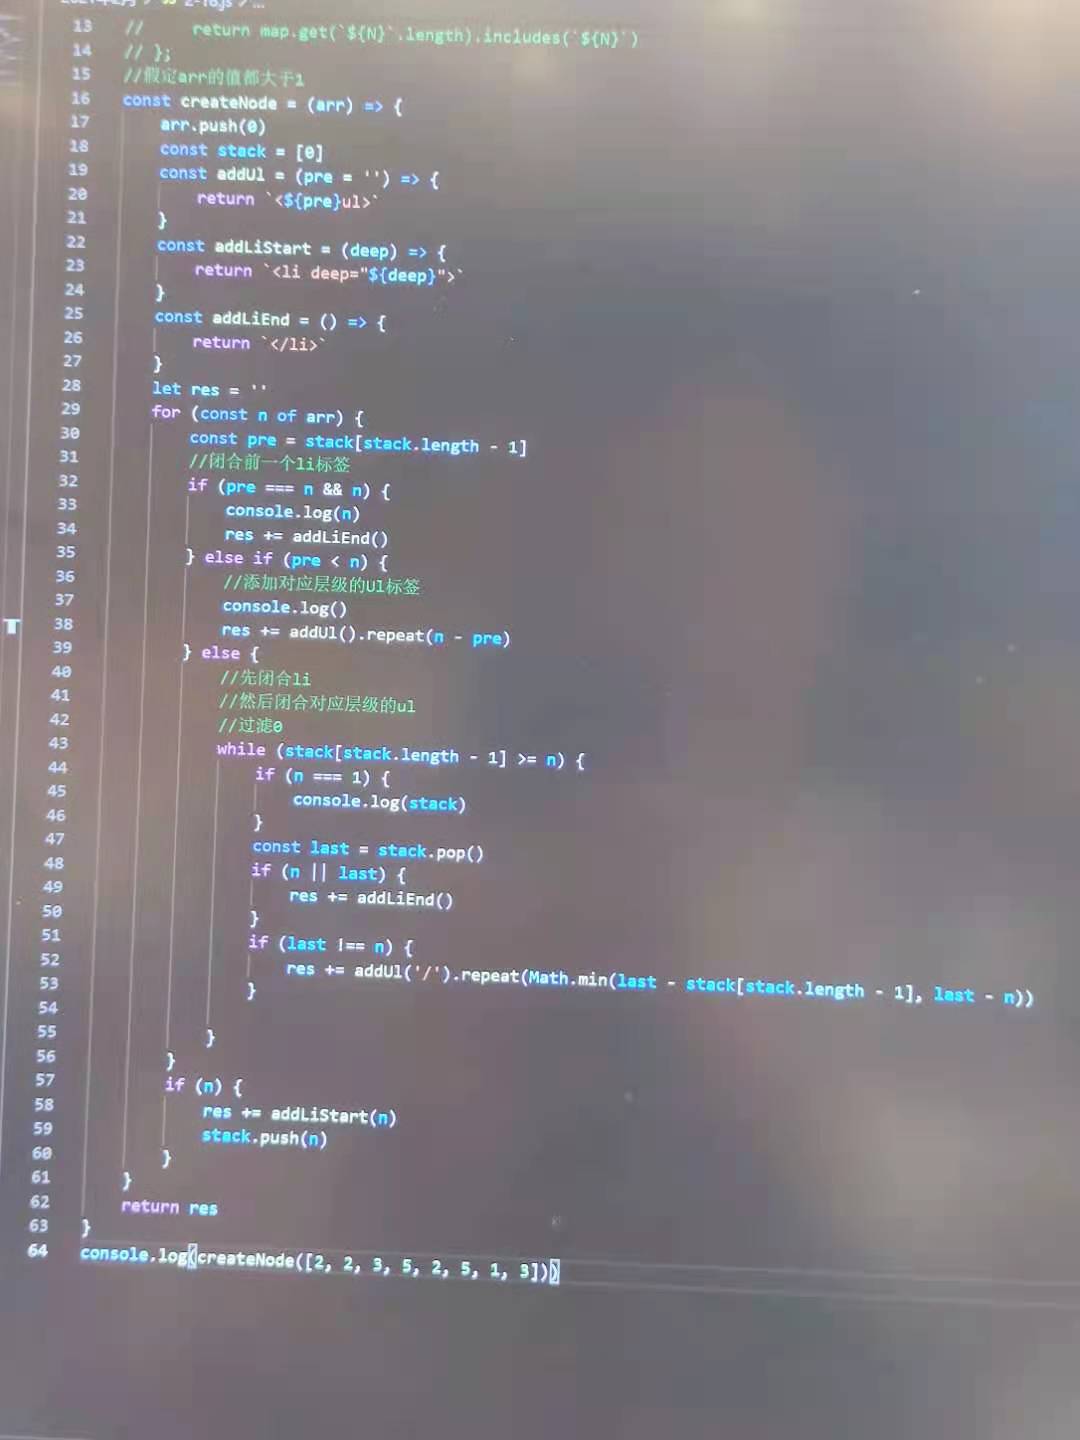 13 //     return map.get(`${N}`.length).includes(`${N}`)
14 // };
15 //假定arr的值都大于1
16 const createNode = (arr) => {
17     arr.push(0)
18     const stack = [0]
19     const addUl = (pre = '') => {
20         return `<${pre}ul>`
21     }
22     const addLiStart = (deep) => {
23         return `<li deep="${deep}">`
24     }
25     const addLiEnd = () => {
26         return `</li>`
27     }
28     let res = ''
29     for (const n of arr) {
30         const pre = stack[stack.length - 1]
31         //闭合前一个li标签
32         if (pre === n && n) {
33             console.log(n)
34             res += addLiEnd()
35         } else if (pre < n) {
36             //添加对应层级的Ul标签
37             console.log()
38             res += addUl().repeat(n - pre)
39         } else {
40             //先闭合li
41             //然后闭合对应层级的ul
42             //过滤0
43             while (stack[stack.length - 1] >= n) {
44                 if (n === 1) {
45                     console.log(stack)
46                 }
47                 const last = stack.pop()
48                 if (n || last) {
49                     res += addLiEnd()
50                 }
51                 if (last !== n) {
52                     res += addUl('/').repeat(Math.min(last - stack[stack.length - 1], last - n))
53                 }
54
55             }
56         }
57         if (n) {
58             res += addLiStart(n)
59             stack.push(n)
60         }
61     }
62     return res
63 }
64 console.log(createNode([2, 2, 3, 5, 2, 5, 1, 3]))